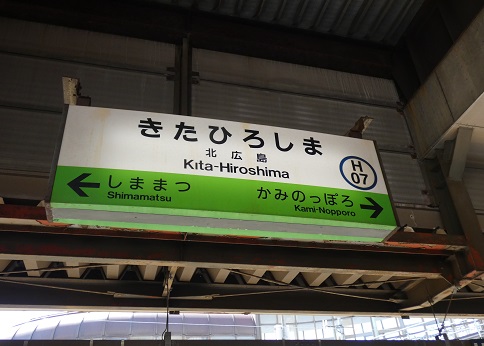 きたひろしま
北広島
Kita-Hiroshima
H
07
← しままつ
Shimamatsu
かみのっぽろ →
Kami-Nopporo